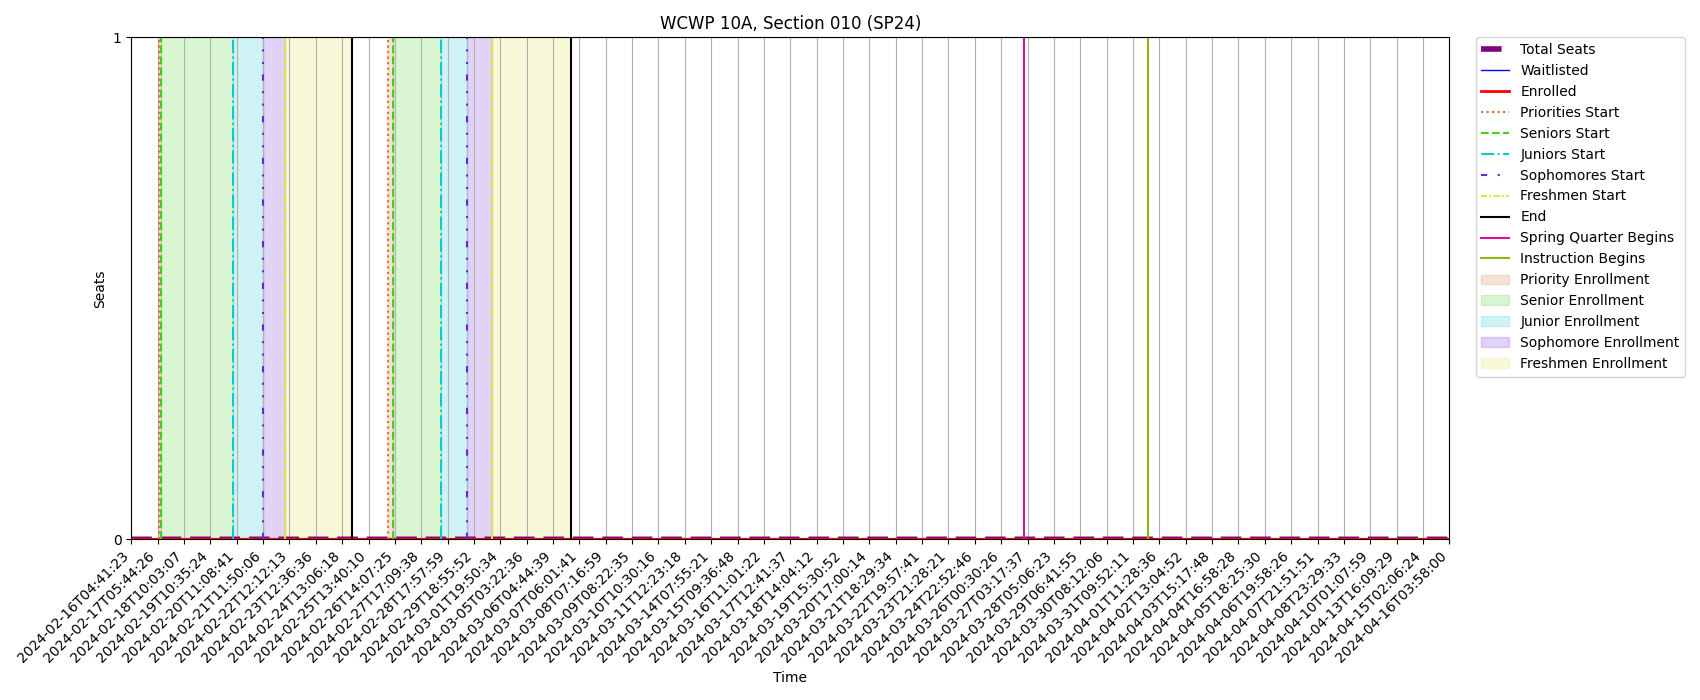 WCWP 10A, Section 010 (SP24)
1
0
Seats
2024-02-16T04:41:23
2024-02-17T05:44:26
2024-02-18T10:03:07
2024-02-19T10:35:24
2024-02-20T11:08:41
2024-02-21T11:50:06
2024-02-22T12:12:13
2024-02-23T12:36:36
2024-02-24T13:06:18
2024-02-25T13:40:10
2024-02-26T14:07:25
2024-02-27T17:09:38
2024-02-28T17:57:59
2024-02-29T18:55:52
2024-03-01T19:50:34
2024-03-05T03:22:36
2024-03-06T04:44:39
2024-03-07T06:01:41
2024-03-08T07:16:59
2024-03-09T08:22:35
2024-03-10T10:30:16
2024-03-11T12:23:18
2024-03-14T07:55:21
2024-03-15T09:36:48
2024-03-16T11:01:22
2024-03-17T12:41:37
2024-03-18T14:04:12
2024-03-19T15:30:52
2024-03-20T17:00:14
2024-03-21T18:29:34
2024-03-22T19:57:41
2024-03-23T21:28:21
2024-03-24T22:52:46
2024-03-26T00:30:26
2024-03-27T03:17:37
2024-03-28T05:06:23
2024-03-29T06:41:55
2024-03-30T08:12:06
2024-03-31T09:52:11
2024-04-01T11:28:36
2024-04-02T13:04:52
2024-04-03T15:17:48
2024-04-04T16:58:28
2024-04-05T18:25:30
2024-04-06T19:58:26
2024-04-07T21:51:51
2024-04-08T23:29:33
2024-04-10T01:07:59
2024-04-13T16:09:29
2024-04-15T02:06:24
2024-04-16T03:58:00
Time
Total Seats
Waitlisted
Enrolled
Priorities Start
Seniors Start
Juniors Start
Sophomores Start
Freshmen Start
End
Spring Quarter Begins
Instruction Begins
Priority Enrollment
Senior Enrollment
Junior Enrollment
Sophomore Enrollment
Freshmen Enrollment